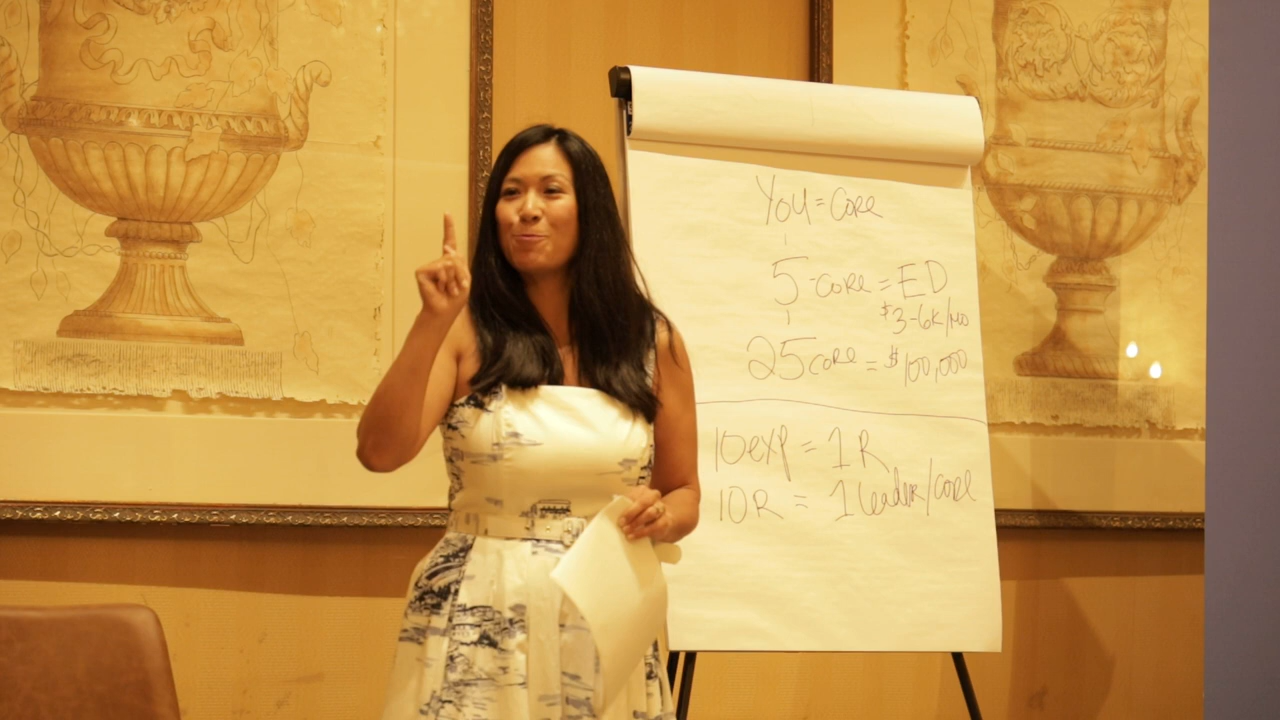 YOU = CORE
5 - CORE = ED
$3-6K/MO
25 CORE = $100,000
10 exp = 1 R
10 R = 1 leader/core